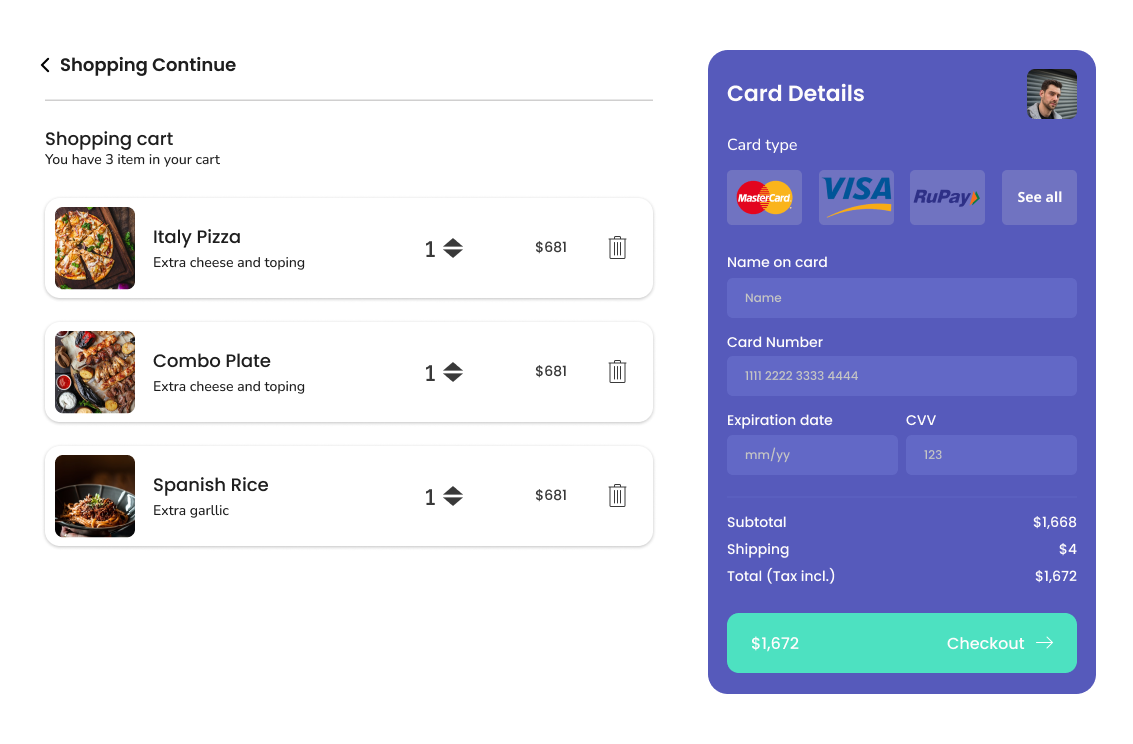 Shopping Continue
Shopping cart
You have 3 item in your cart
Italy Pizza
Extra cheese and toping
1
$681
Combo Plate
Extra cheese and toping
1
$681
Spanish Rice
Extra garllic
1
$681
Card Details
Card type
MasterCard
VISA
RuPay
See all
Name on card
Name
Card Number
1111 2222 3333 4444
Expiration date
CVV
mm/yy
123
Subtotal
$1,668
Shipping
$4
Total (Tax incl.)
$1,672
$1,672
Checkout